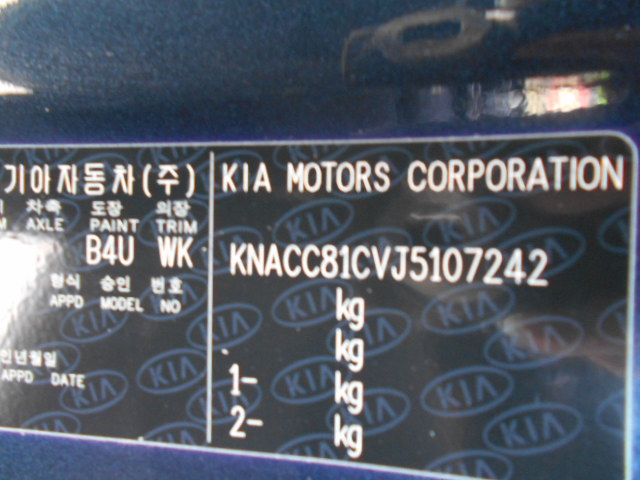 기아자동차(주)
차축 도장 의장
AXLE PAINT TRIM
B4U WK
형식 승인 번호
APPD MODEL NO
인년월일
APPD DATE
KIA MOTORS CORPORATION
KNACC81CVJ5107242
kg
kg
1- kg
2- kg